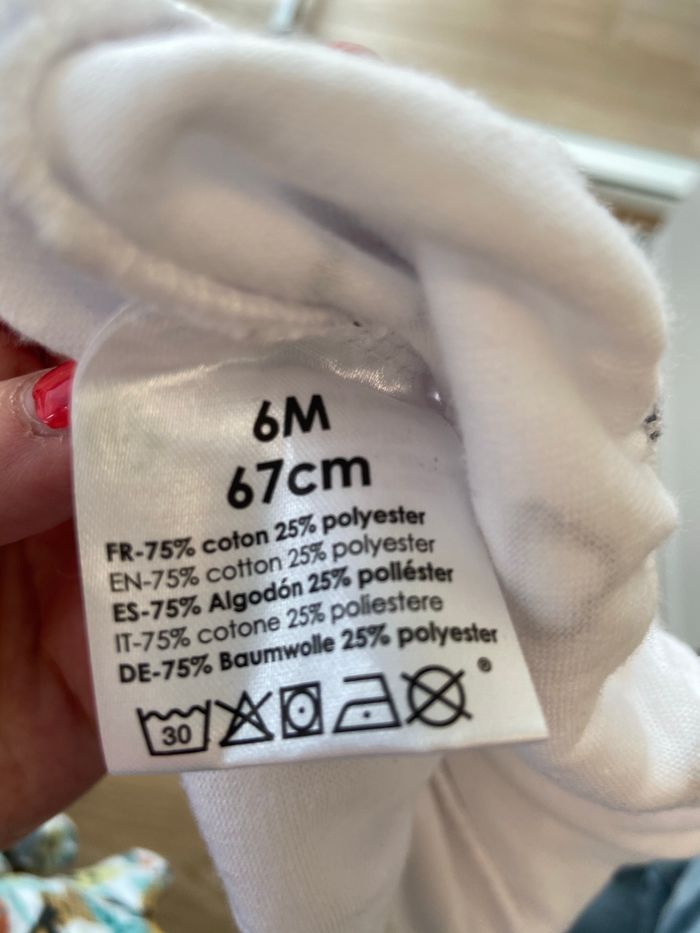 6M
67cm
FR-75% coton 25% polyester
EN-75% cotton 25% polyester
ES-75% Algodón 25% poliéster
IT-75% cotone 25% poliestere
DE-75% Baumwolle 25% polyester
30 ®